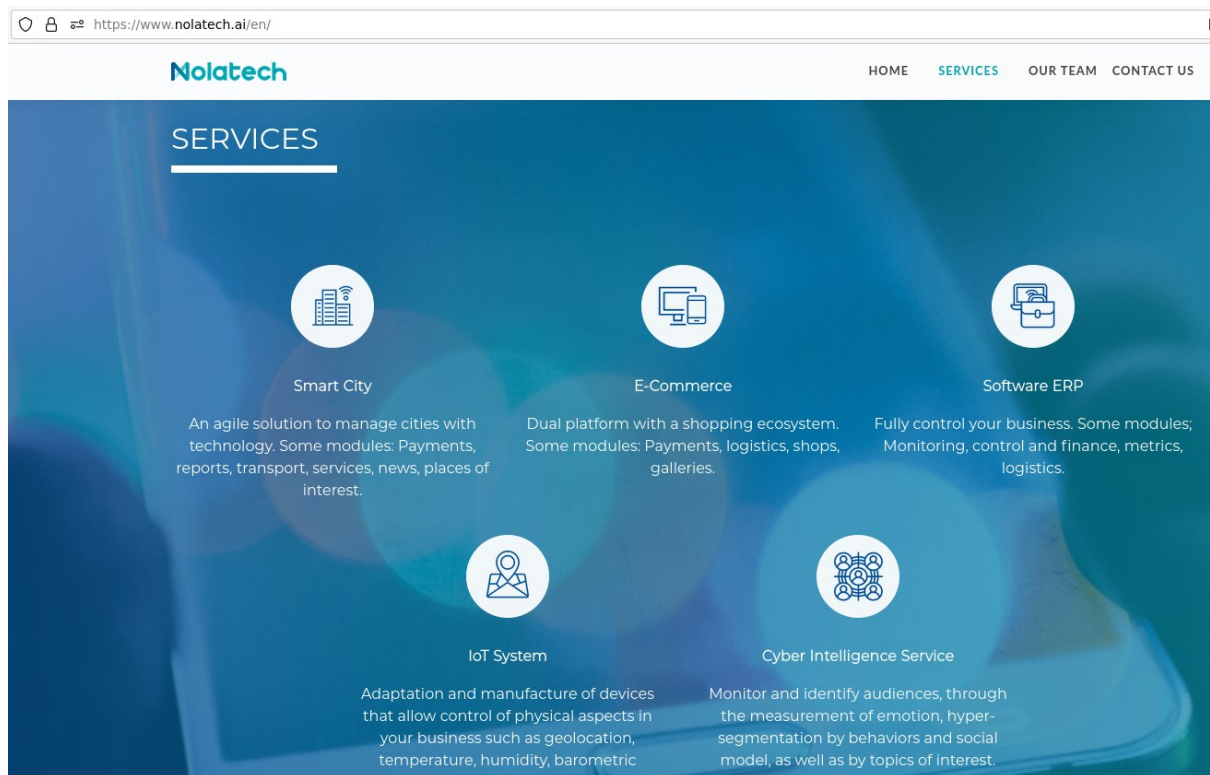 https://www.nolatech.ai/en/
Nolatech
HOME SERVICES OUR TEAM CONTACT US
SERVICES
Smart City
An agile solution to manage cities with
technology. Some modules: Payments,
reports, transport, services, news, places of
interest.
E-Commerce
Dual platform with a shopping ecosystem.
Some modules: Payments, logistics, shops,
galleries.
Software ERP
Fully control your business. Some modules;
Monitoring, control and finance, metrics,
logistics.
IoT System
Adaptation and manufacture of devices
that allow control of physical aspects in
your business such as geolocation,
temperature, humidity, barometric
Cyber Intelligence Service
Monitor and identify audiences, through
the measurement of emotion, hyper-
segmentation by behaviors and social
model, as well as by topics of interest.